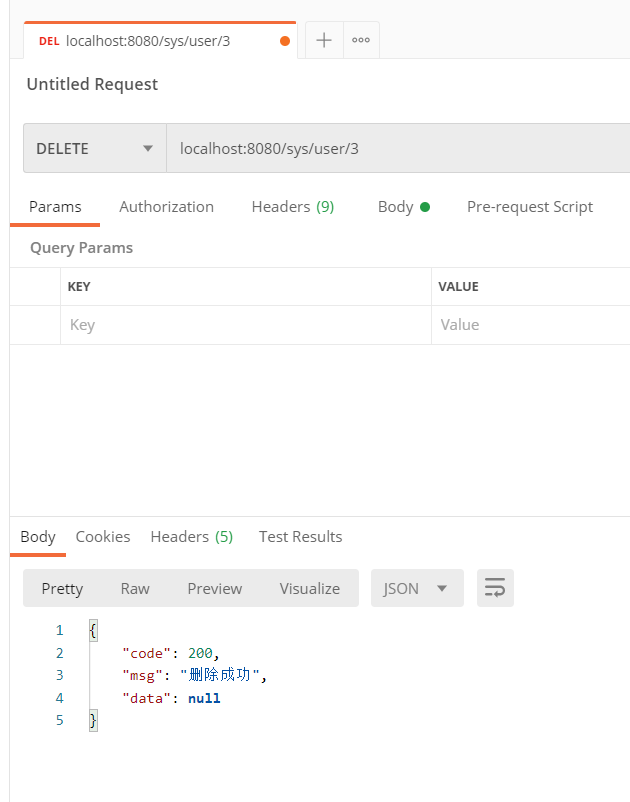 DEL localhost:8080/sys/user/3
Untitled Request
DELETE localhost:8080/sys/user/3
Params Authorization Headers (9) Body Pre-request Script
Query Params
KEY VALUE
Key Value
Body Cookies Headers (5) Test Results
Pretty Raw Preview Visualize JSON
1 {
2 "code": 200,
3 "msg": "删除成功",
4 "data": null
5 }